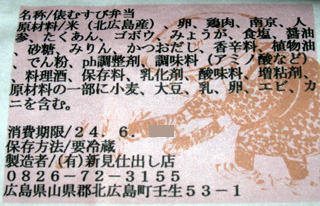 名称/俵むすび弁当
原材料/米（北広島産）、卵、鶏肉、南京、人
参、たくあん、ゴボウ、みょうが、食塩、醤油
、砂糖、みりん、かつおだし、香辛料、植物油
、でん粉、ph調整剤、調味料（アミノ酸など）
、料理酒、保存料、乳化剤、酸味料、増粘剤、
原材料の一部に小麦、大豆、乳、卵、エビ、カ
ニを含む。
消費期限/24．6．
保存方法/要冷蔵
製造者/（有）新見仕出し店
0826-72-3155
広島県山県郡北広島町壬生53-1